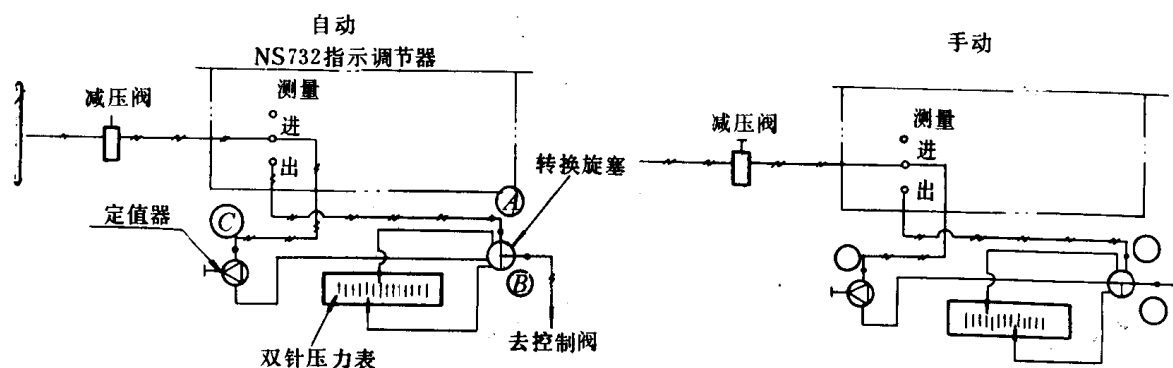 自动
NS732指示调节器
减压阀
测量
进
出
A
转换旋塞
定值器
C
B
双针压力表
去控制阀
手动
减压阀
测量
进
出